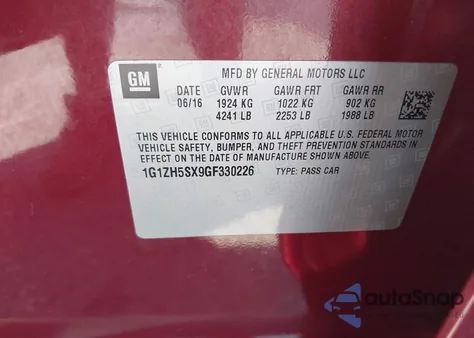 GM
MFD BY GENERAL MOTORS LLC
DATE GVWR GAWR FRT GAWR RR
06/16 1924 KG 1022 KG 902 KG
4241 LB 2253 LB 1988 LB
THIS VEHICLE CONFORMS TO ALL APPLICABLE U.S. FEDERAL MOTOR
VEHICLE SAFETY, BUMPER, AND THEFT PREVENTION STANDARDS
IN EFFECT ON THE DATE OF MANUFACTURE SHOWN ABOVE.
1G1ZH5SX9GF330226 TYPE: PASS CAR
autoSnap